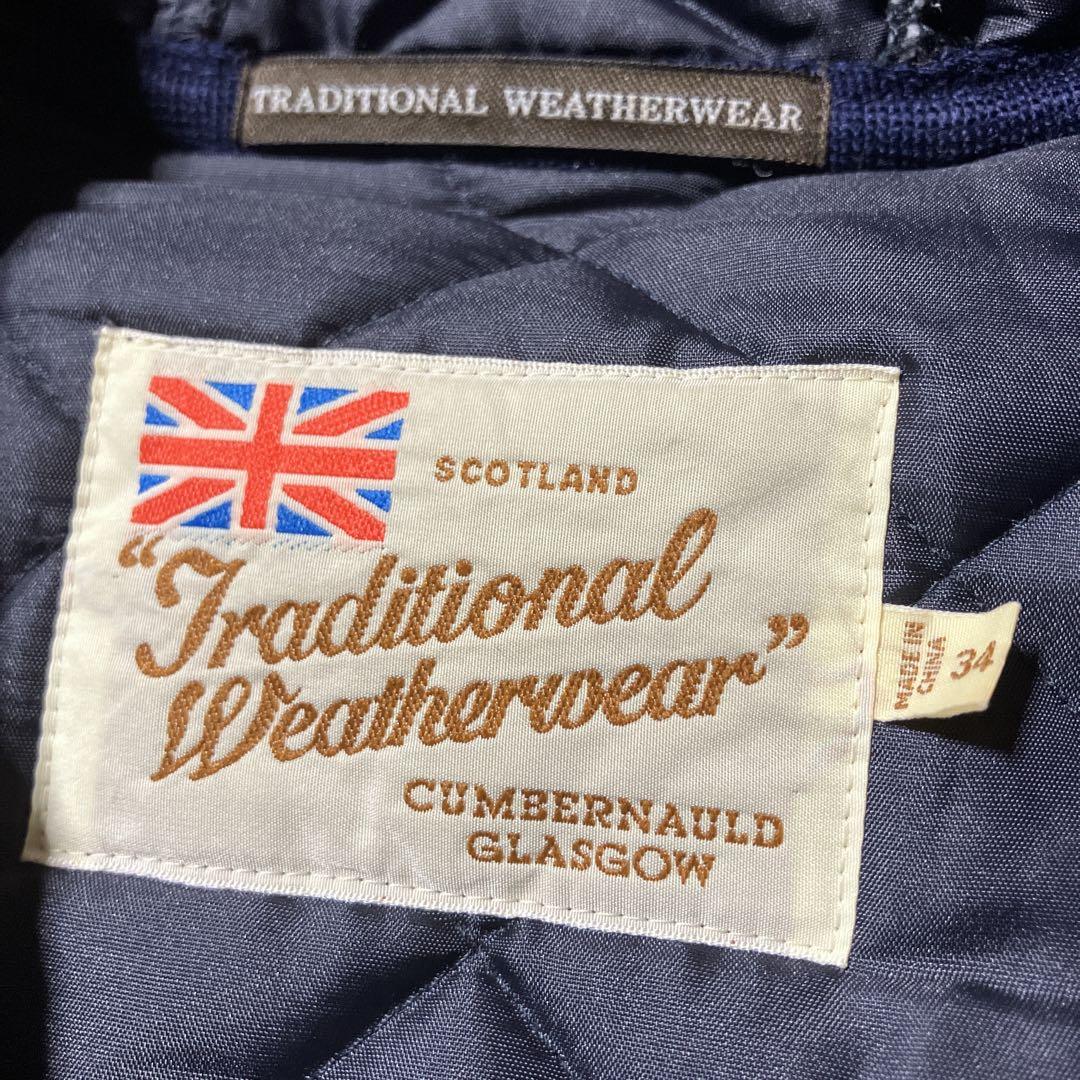 TRADITIONAL WEATHERWEAR
SCOTLAND
“Traditional
Weatherwear”
CUMBERNAULD
GLASGOW
MADE IN
CHINA
34